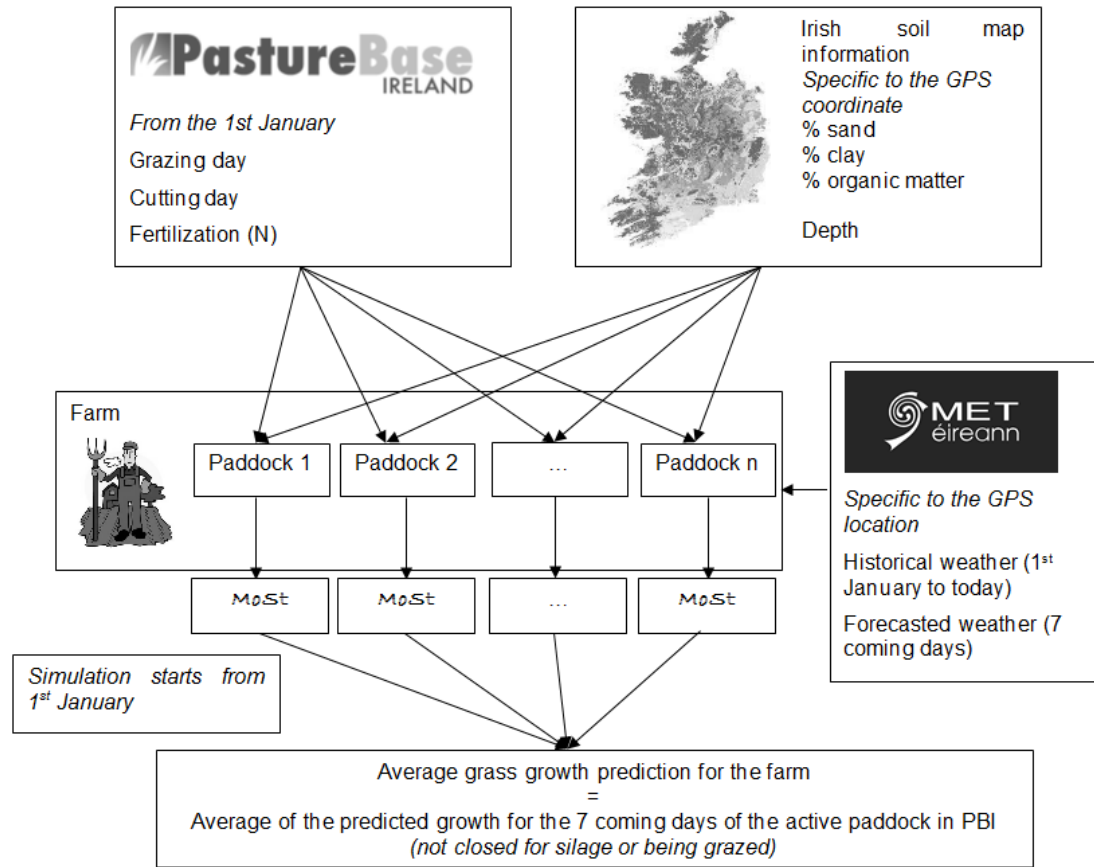 PastureBase
IRELAND
From the 1st January
Grazing day
Cutting day
Fertilization (N)
Irish soil map
information
Specific to the GPS
coordinate
% sand
% clay
% organic matter
Depth
Farm
Paddock 1
Paddock 2
...
Paddock n
MET
éireann
Specific to the GPS
location
Historical weather (1st
January to today)
Forecasted weather (7
coming days)
MoSt
MoSt
...
MoSt
Simulation starts from
1st January
Average grass growth prediction for the farm
=
Average of the predicted growth for the 7 coming days of the active paddock in PBI
(not closed for silage or being grazed)